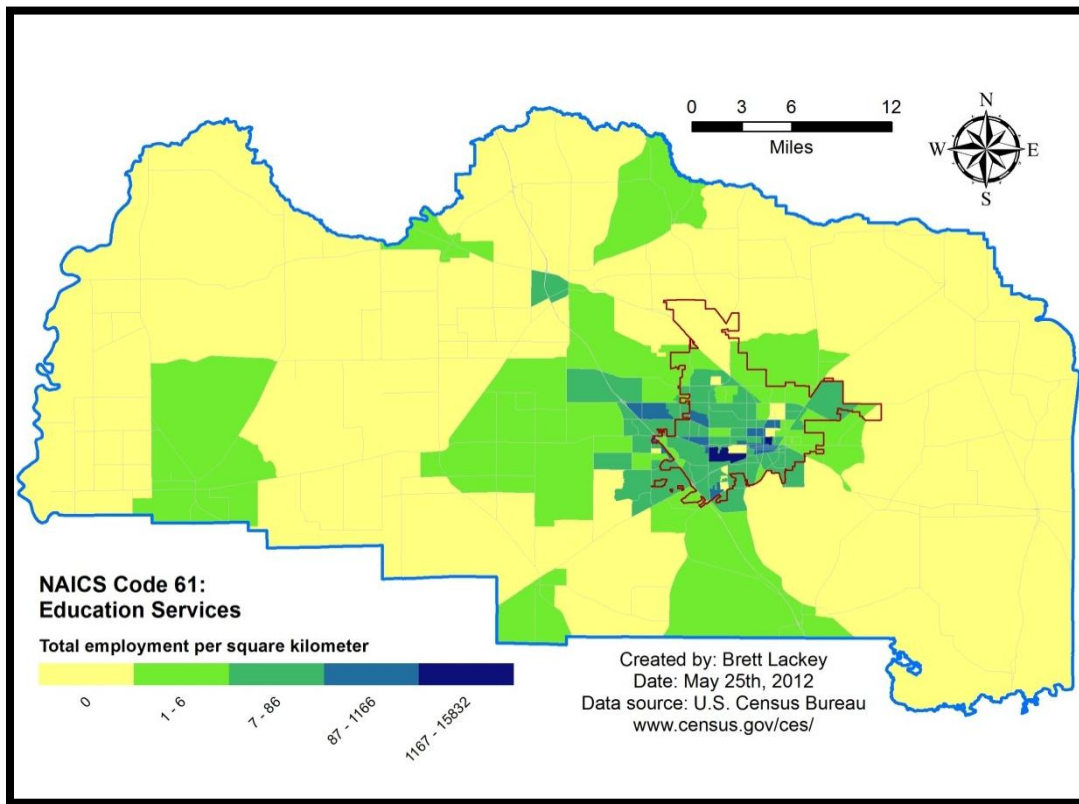 0 3 6 12
Miles
N
W E
S
NAICS Code 61:
Education Services
Total employment per square kilometer
0
1 - 6
7 - 86
87 - 1166
1167 - 15832
Created by: Brett Lackey
Date: May 25th, 2012
Data source: U.S. Census Bureau
www.census.gov/ces/